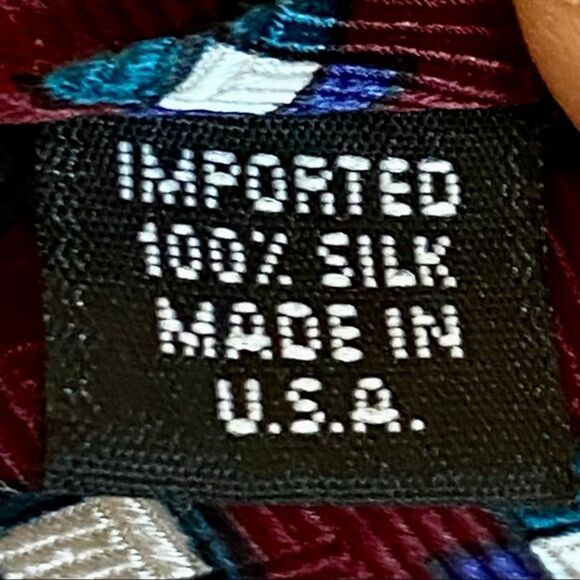 IMPORTED
100% SILK
MADE IN
U.S.A.